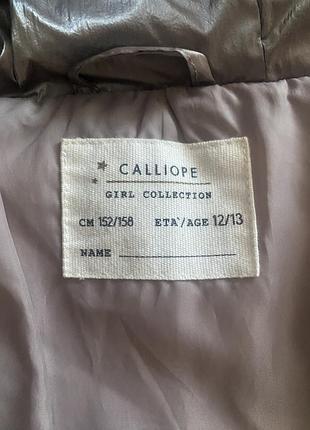 CALLIOPE
GIRL COLLECTION
CM 152/158 ETA'/AGE 12/13
NAME